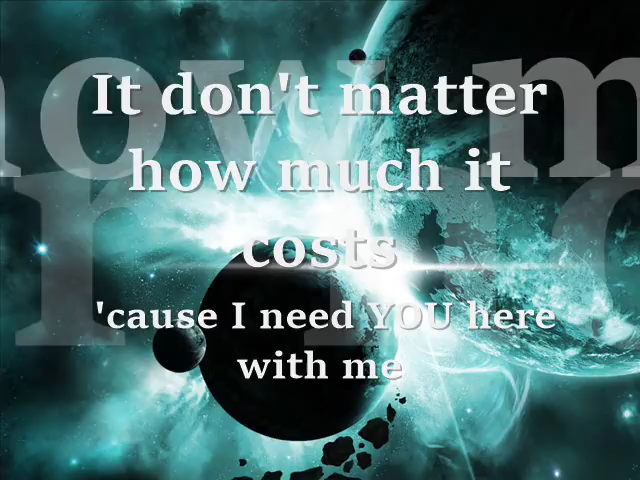 It don't matter
how much it
costs
'cause I need YOU here
with me